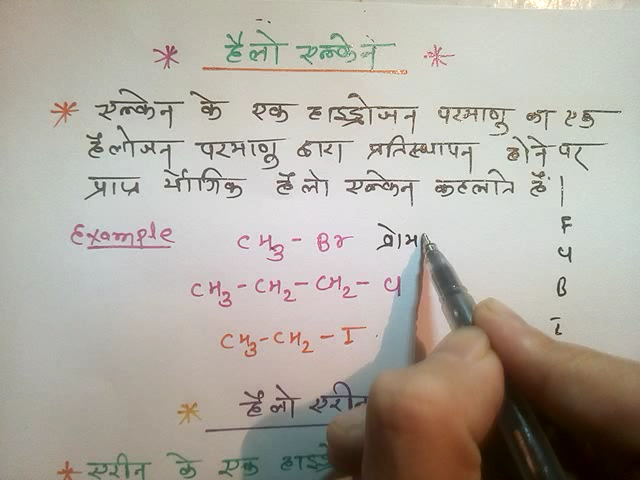 * हैलो एल्केन *
* एल्केन के एक हाइड्रोजन परमाणु का एक
हैलोजन परमाणु द्वारा प्रतिस्थापन होने पर
प्राप्त यौगिक हैलो एल्केन कहलाते हैं।
Example CH3-Br ब्रोम
CH3-CH2-CH2-Cl
CH3-CH2-I
F
Cl
B
I
* हैलो एरीन
* एरीन के एक